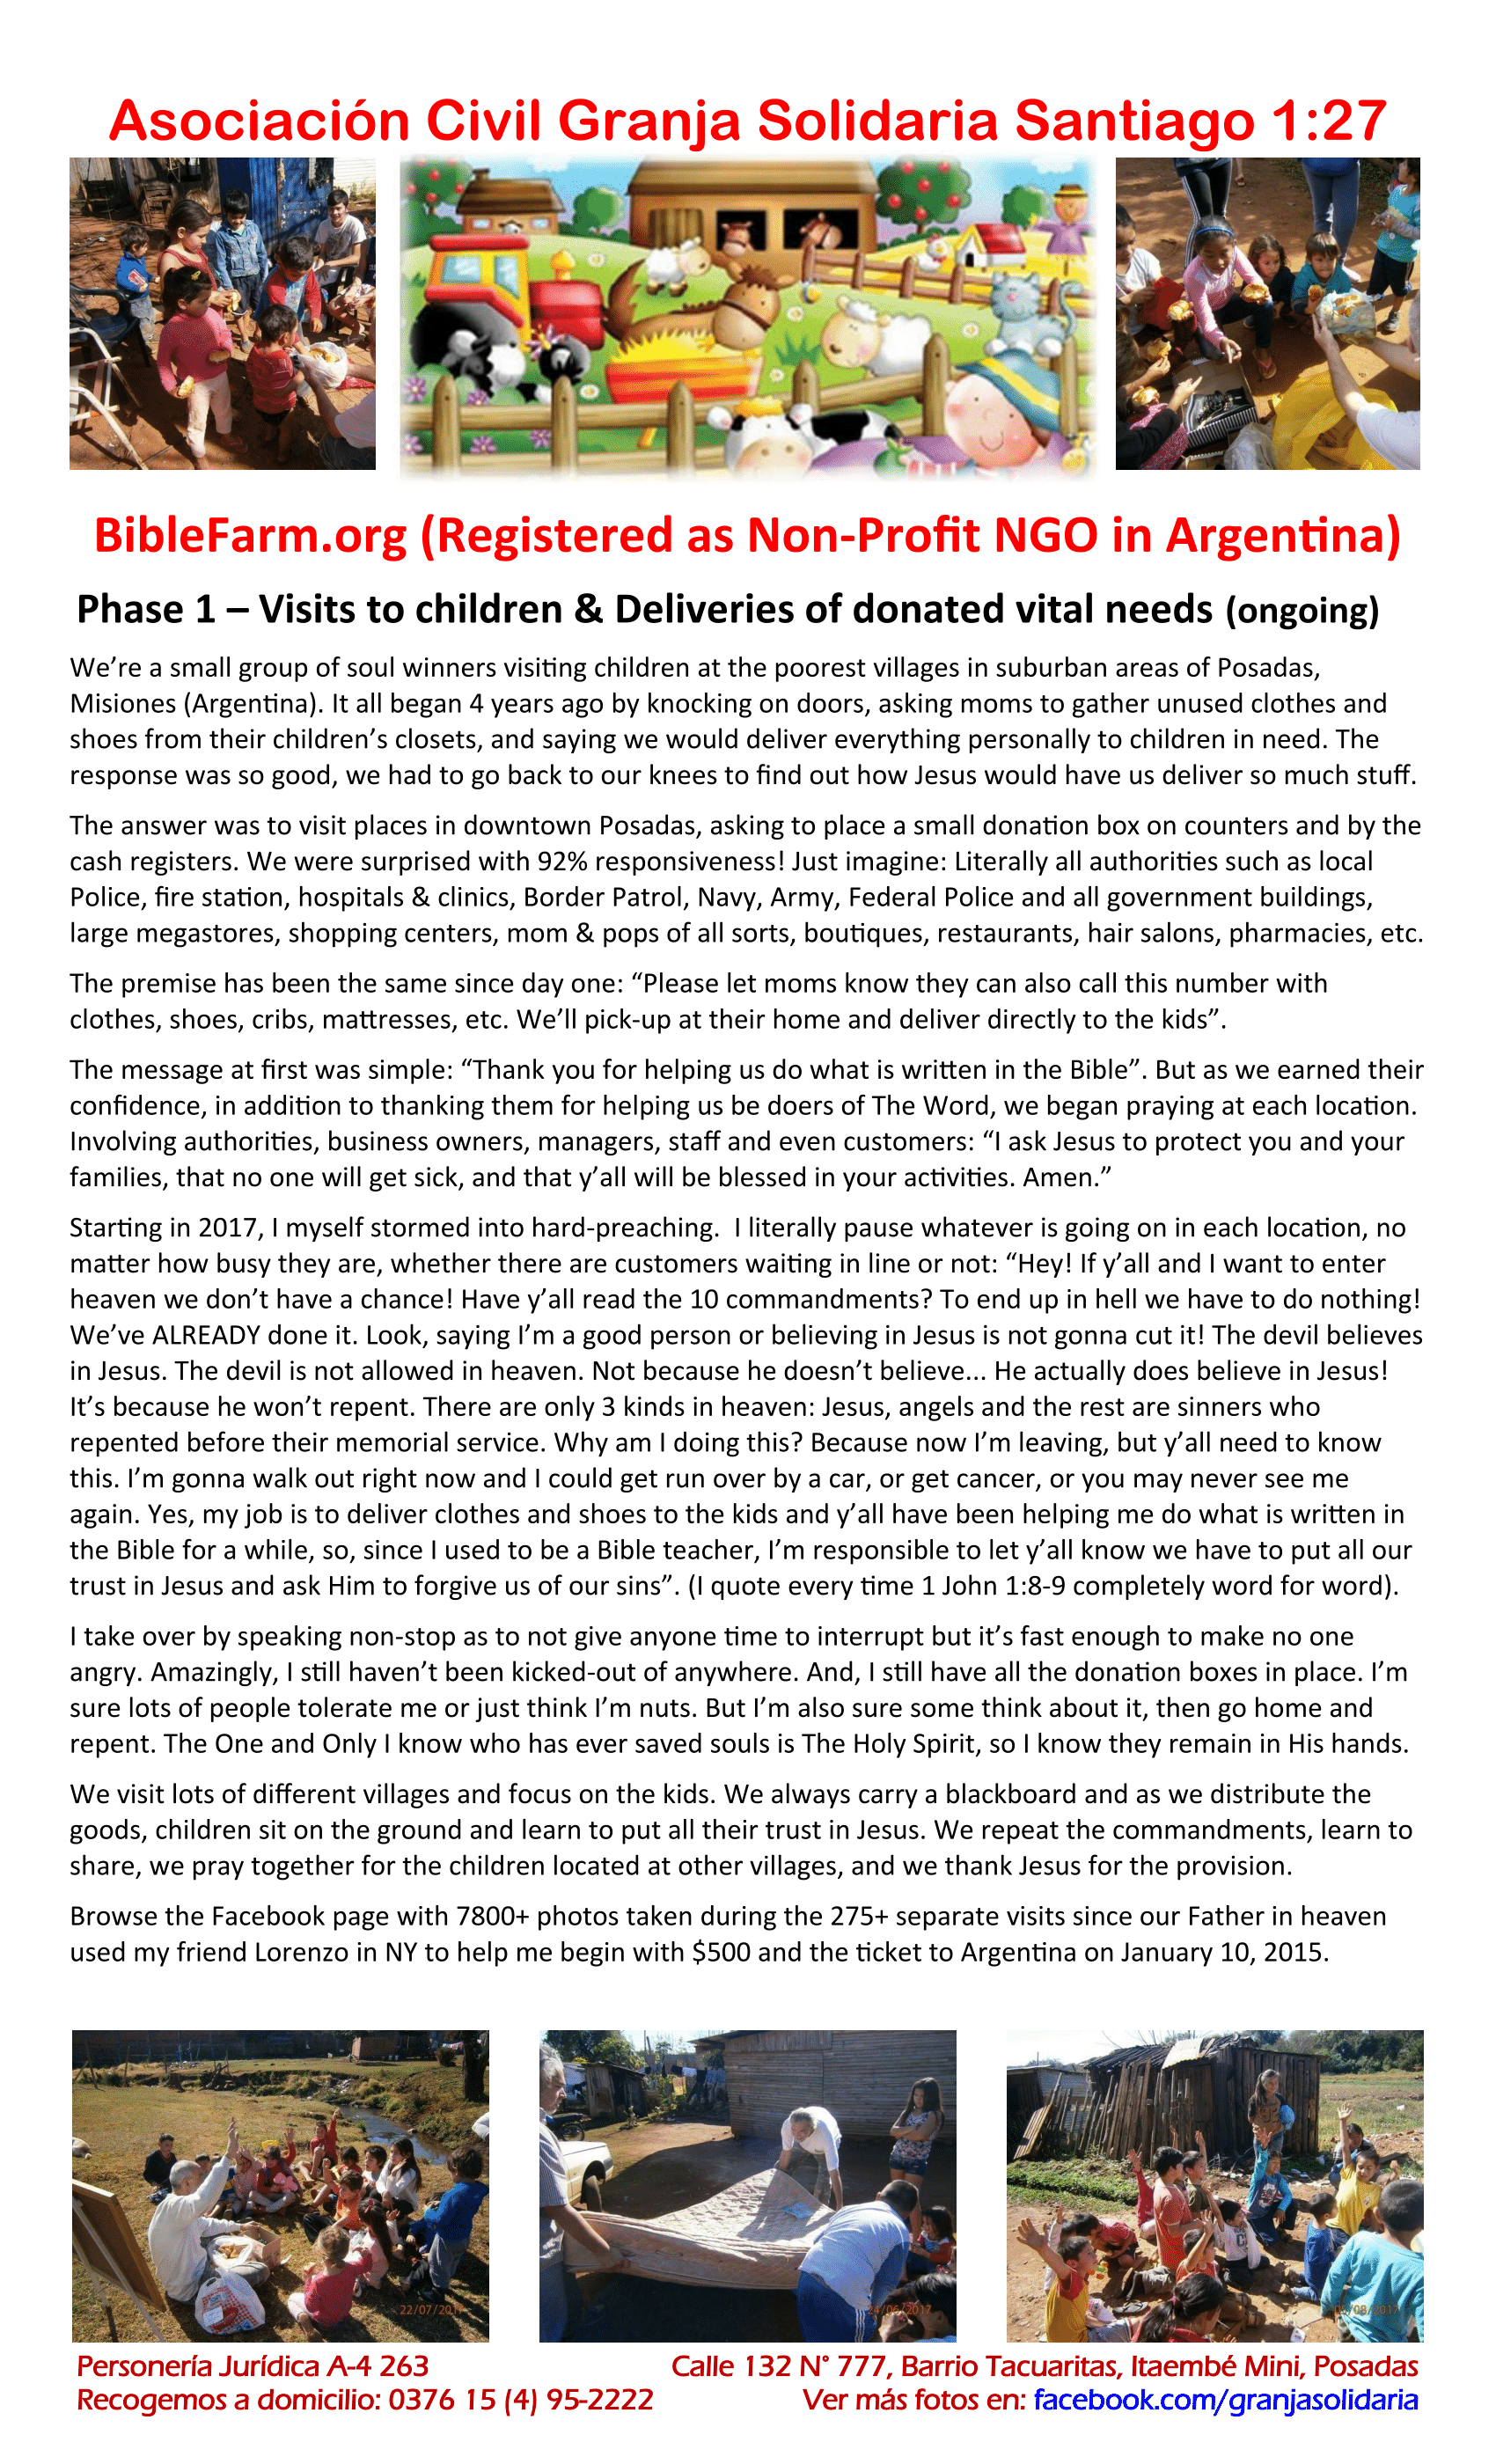 Asociación Civil Granja Solidaria Santiago 1:27
BibleFarm.org (Registered as Non-Profit NGO in Argentina)
Phase 1 – Visits to children & Deliveries of donated vital needs (ongoing)
We’re a small group of soul winners visiting children at the poorest villages in suburban areas of Posadas,
Misiones (Argentina). It all began 4 years ago by knocking on doors, asking moms to gather unused clothes and
shoes from their children’s closets, and saying we would deliver everything personally to children in need. The
response was so good, we had to go back to our knees to find out how Jesus would have us deliver so much stuff.
The answer was to visit places in downtown Posadas, asking to place a small donation box on counters and by the
cash registers. We were surprised with 92% responsiveness! Just imagine: Literally all authorities such as local
Police, fire station, hospitals & clinics, Border Patrol, Navy, Army, Federal Police and all government buildings,
large megastores, shopping centers, mom & pops of all sorts, boutiques, restaurants, hair salons, pharmacies, etc.
The premise has been the same since day one: “Please let moms know they can also call this number with
clothes, shoes, cribs, mattresses, etc. We’ll pick-up at their home and deliver directly to the kids”.
The message at first was simple: “Thank you for helping us do what is written in the Bible”. But as we earned their
confidence, in addition to thanking them for helping us be doers of The Word, we began praying at each location.
Involving authorities, business owners, managers, staff and even customers: “I ask Jesus to protect you and your
families, that no one will get sick, and that y’all will be blessed in your activities. Amen.”
Starting in 2017, I myself stormed into hard-preaching.  I literally pause whatever is going on in each location, no
matter how busy they are, whether there are customers waiting in line or not: “Hey! If y’all and I want to enter
heaven we don’t have a chance! Have y’all read the 10 commandments? To end up in hell we have to do nothing!
We’ve ALREADY done it. Look, saying I’m a good person or believing in Jesus is not gonna cut it! The devil believes
in Jesus. The devil is not allowed in heaven. Not because he doesn’t believe... He actually does believe in Jesus!
It’s because he won’t repent. There are only 3 kinds in heaven: Jesus, angels and the rest are sinners who
repented before their memorial service. Why am I doing this? Because now I’m leaving, but y’all need to know
this. I’m gonna walk out right now and I could get run over by a car, or get cancer, or you may never see me
again. Yes, my job is to deliver clothes and shoes to the kids and y’all have been helping me do what is written in
the Bible for a while, so, since I used to be a Bible teacher, I’m responsible to let y’all know we have to put all our
trust in Jesus and ask Him to forgive us of our sins”. (I quote every time 1 John 1:8-9 completely word for word).
I take over by speaking non-stop as to not give anyone time to interrupt but it’s fast enough to make no one
angry. Amazingly, I still haven’t been kicked-out of anywhere. And, I still have all the donation boxes in place. I’m
sure lots of people tolerate me or just think I’m nuts. But I’m also sure some think about it, then go home and
repent. The One and Only I know who has ever saved souls is The Holy Spirit, so I know they remain in His hands.
We visit lots of different villages and focus on the kids. We always carry a blackboard and as we distribute the
goods, children sit on the ground and learn to put all their trust in Jesus. We repeat the commandments, learn to
share, we pray together for the children located at other villages, and we thank Jesus for the provision.
Browse the Facebook page with 7800+ photos taken during the 275+ separate visits since our Father in heaven
used my friend Lorenzo in NY to help me begin with $500 and the ticket to Argentina on January 10, 2015.
22/07/2017
24/06/2017
05/08/2017
Personería Jurídica A-4 263
Calle 132 N° 777, Barrio Tacuaritas, Itaembé Mini, Posadas
Recogemos a domicilio: 0376 15 (4) 95-2222
Ver más fotos en: facebook.com/granjasolidaria